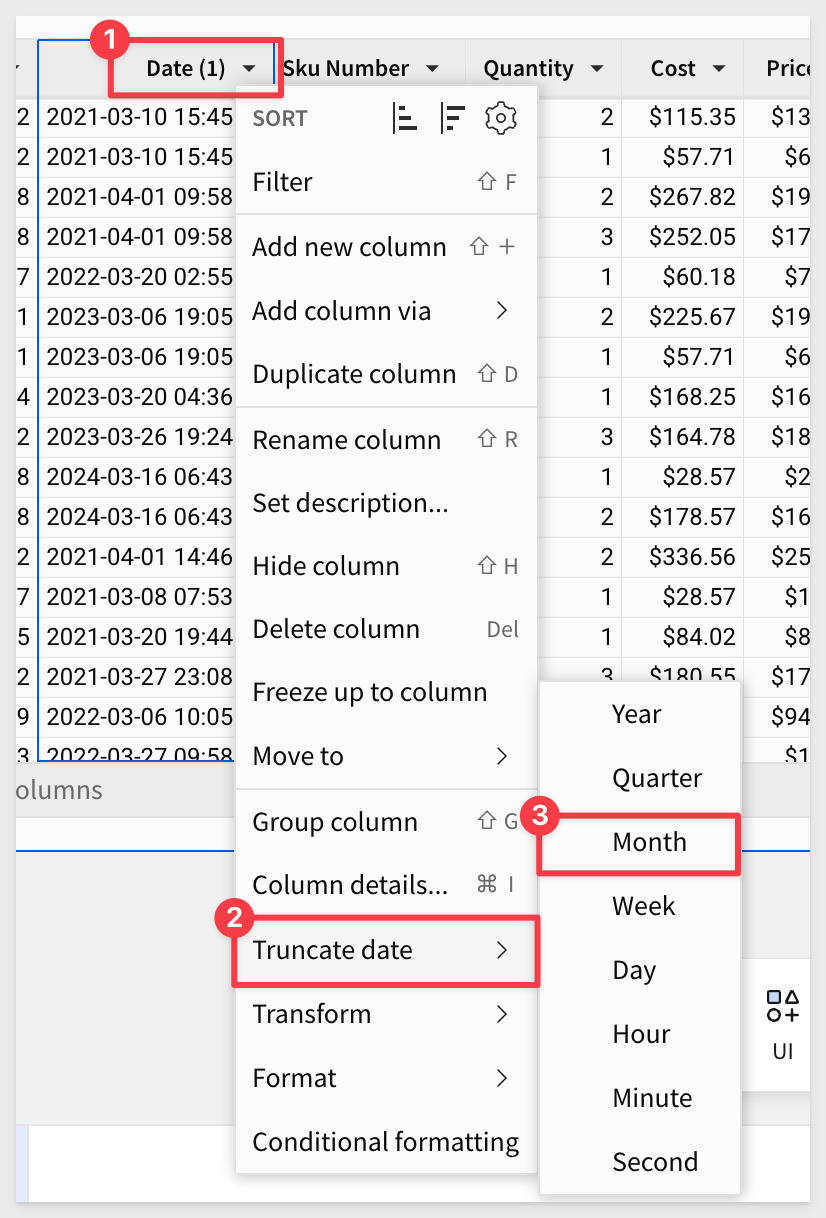 1
Date (1) Sku Number Quantity Cost Price
2 2021-03-10 15:45 2 $115.35 $13
2 2021-03-10 15:45 1 $57.71 $6
8 2021-04-01 09:58 2 $267.82 $19
8 2021-04-01 09:58 3 $252.05 $17
7 2022-03-20 02:55 1 $60.18 $7
1 2023-03-06 19:05 2 $225.67 $19
1 2023-03-06 19:05 1 $57.71 $6
4 2023-03-20 04:36 1 $168.25 $16
2 2023-03-26 19:24 3 $164.78 $18
8 2024-03-16 06:43 1 $28.57 $2
8 2024-03-16 06:43 2 $178.57 $16
2 2021-04-01 14:46 2 $336.56 $25
7 2021-03-08 07:53 1 $28.57 $1
5 2021-03-20 19:44 1 $84.02 $8
2 2021-03-27 23:08 3 $180.55 $17
9 2022-03-06 10:05 $94
3 2022-03-27 09:58 $1
olumns
SORT
Filter ⇧ F
Add new column ⇧ +
Add column via
Duplicate column ⇧ D
Rename column ⇧ R
Set description...
Hide column ⇧ H
Delete column Del
Freeze up to column
Move to
Group column ⇧ G
Column details... ⌘ I
2
Truncate date
Transform
Format
Conditional formatting
Year
Quarter
3
Month
Week
Day
Hour
Minute
Second
UI